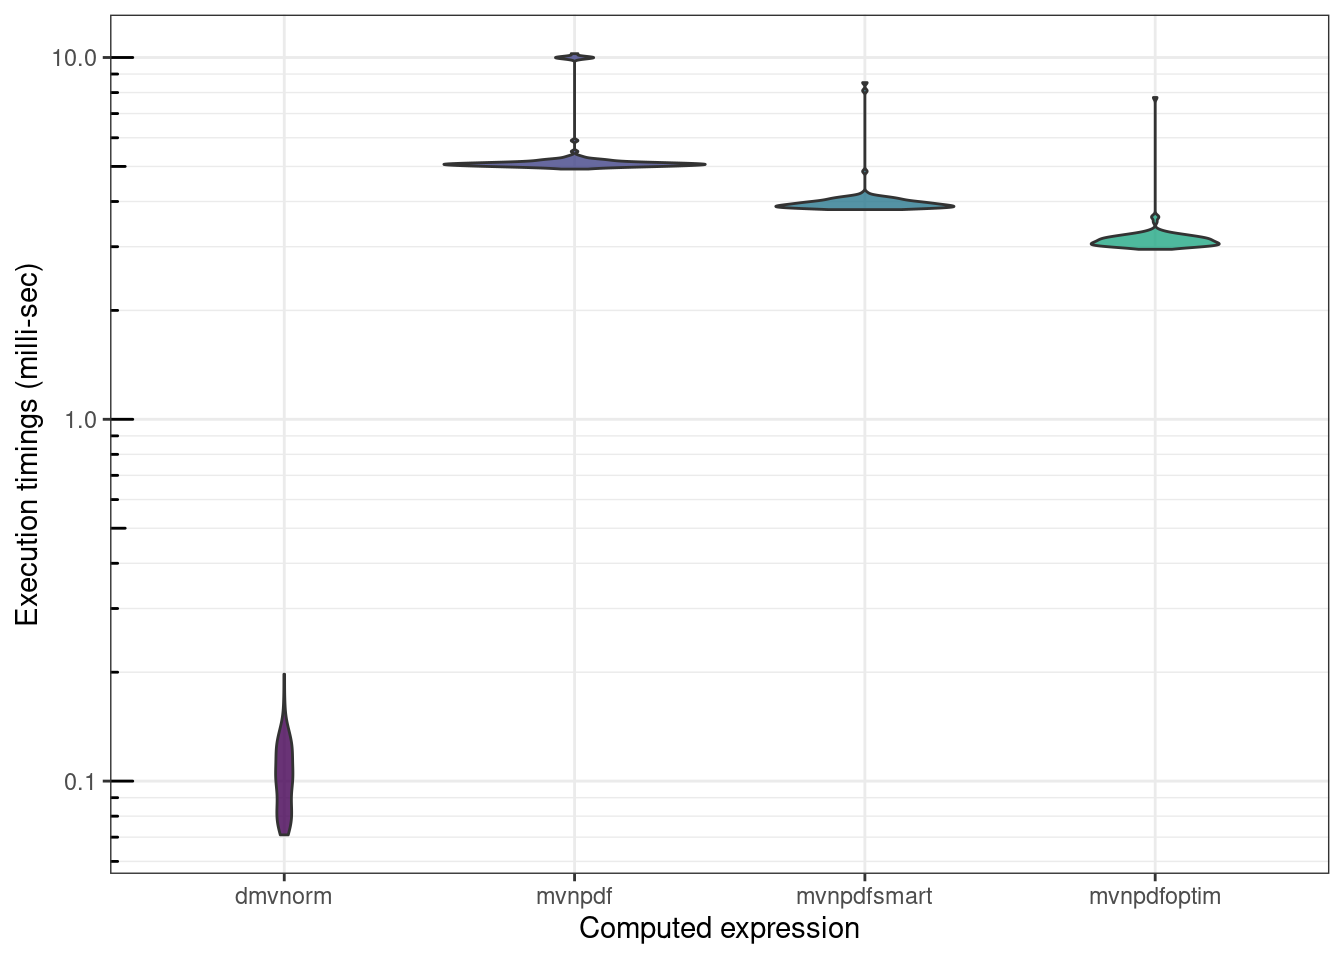 Execution timings (milli-sec)
10.0
1.0
0.1
dmvnorm mvnpdf mvnpdfsmart mvnpdfoptim
Computed expression